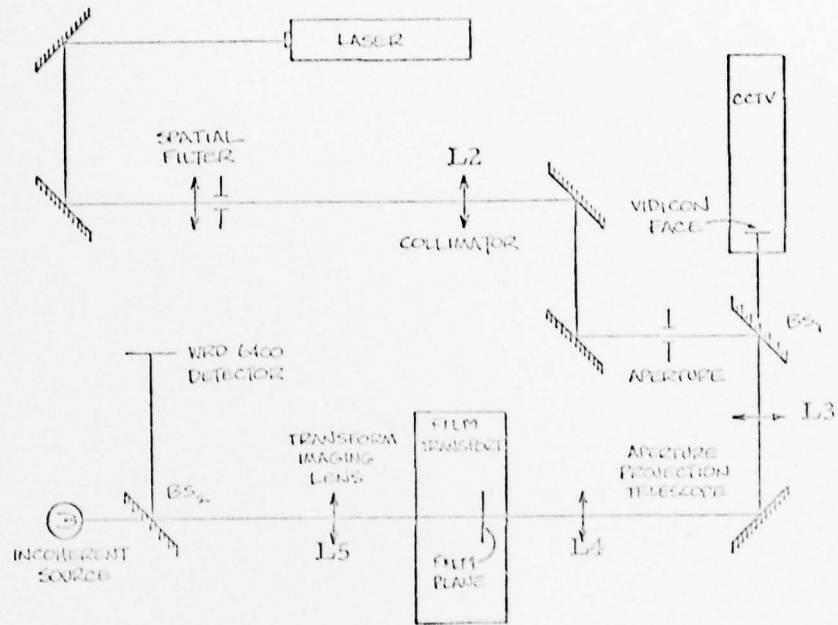 LASER
CCTV
SPATIAL
FILTER
L2
VIDICON
FACE
COLLIMATOR
BS1
WRD 6400
DETECTOR
APERTURE
L3
FILM
TRANSPORT
TRANSFORM
IMAGING
LENS
APERTURE
PROJECTION
TELESCOPE
BS2
INCOHERENT
SOURCE
L5
FILM
PLANE
L4